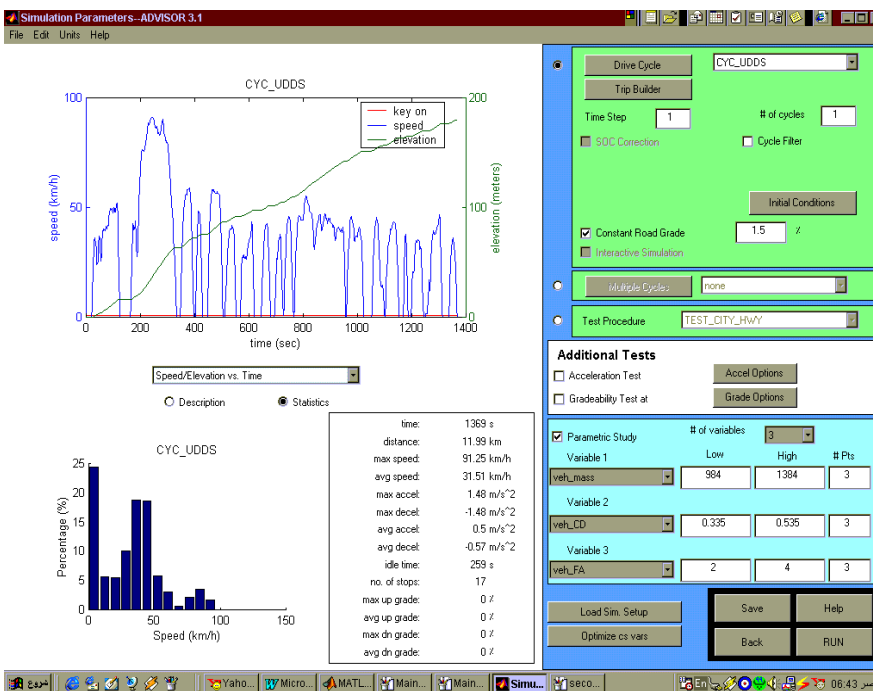 Simulation Parameters--ADVISOR 3.1
File Edit Units Help
CYC_UDDS
100
50
0
speed (km/h)
200
100
0
elevation (meters)
key on
speed
elevation
0 200 400 600 800 1000 1200 1400
time (sec)
Speed/Elevation vs. Time
Description
Statistics
CYC_UDDS
25
20
15
10
5
0
Percentage (%)
0 50 100 150
Speed (km/h)
time: 1369 s
distance: 11.99 km
max speed: 91.25 km/h
avg speed: 31.51 km/h
max accel: 1.48 m/s^2
max decel: -1.48 m/s^2
avg accel: 0.5 m/s^2
avg decel: -0.57 m/s^2
idle time: 259 s
no. of stops: 17
max up grade: 0 %
avg up grade: 0 %
max dn grade: 0 %
avg dn grade: 0 %
Drive Cycle
CYC_UDDS
Trip Builder
Time Step 1
# of cycles 1
SOC Correction
Cycle Filter
Initial Conditions
Constant Road Grade 1.5 %
Interactive Simulation
Multiple Cycles none
Test Procedure TEST_CITY_HWY
Additional Tests
Acceleration Test Accel Options
Gradeability Test at Grade Options
Parametric Study # of variables 3
Variable 1 Low High # Pts
veh_mass 984 1384 3
Variable 2
veh_CD 0.335 0.535 3
Variable 3
veh_FA 2 4 3
Load Sim. Setup Save Help
Optimize cs vars Back RUN
شروع Yaho... Micro... MATL... Main... Main... Simu... seco... En 06:43